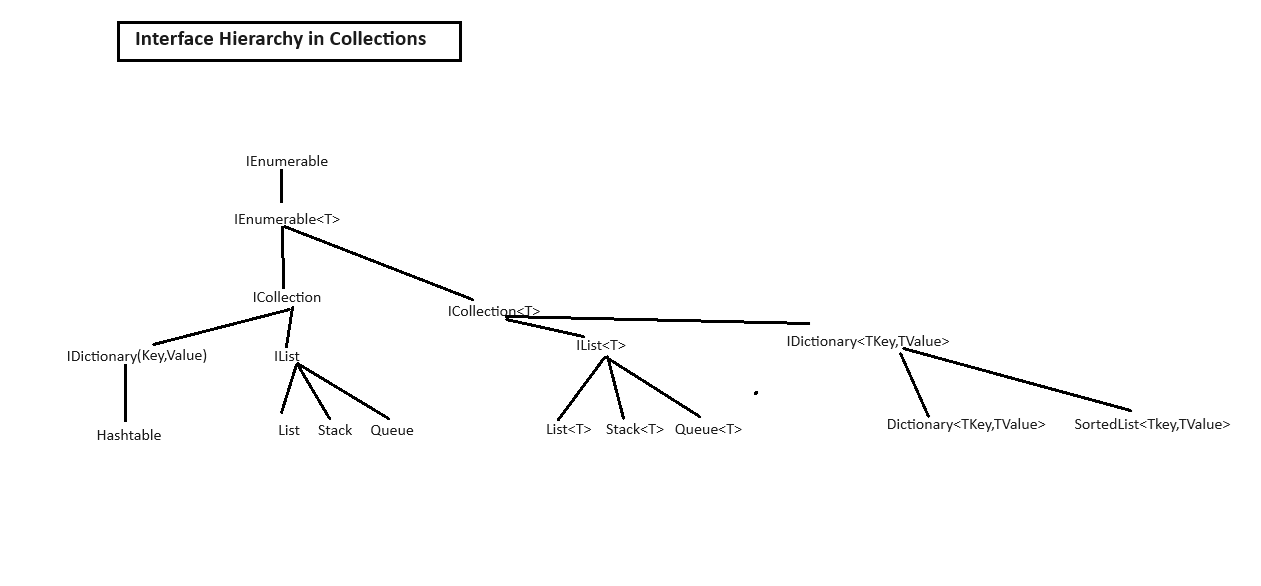 Interface Hierarchy in Collections
IEnumerable
IEnumerable<T>
ICollection
ICollection<T>
IDictionary(Key,Value)
IList
IList<T>
IDictionary<TKey,TValue>
Hashtable
List
Stack
Queue
List<T>
Stack<T>
Queue<T>
Dictionary<TKey,TValue>
SortedList<Tkey,TValue>